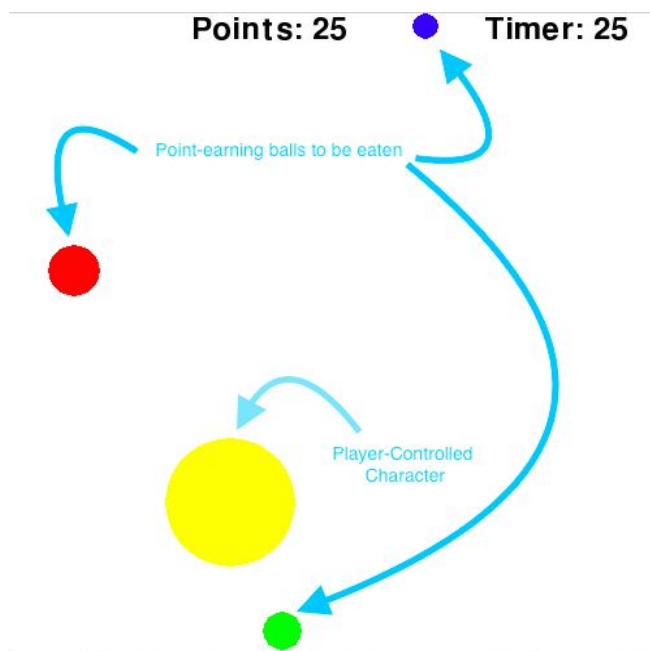 Points: 25
Timer: 25
Point-earning balls to be eaten
Player-Controlled
Character